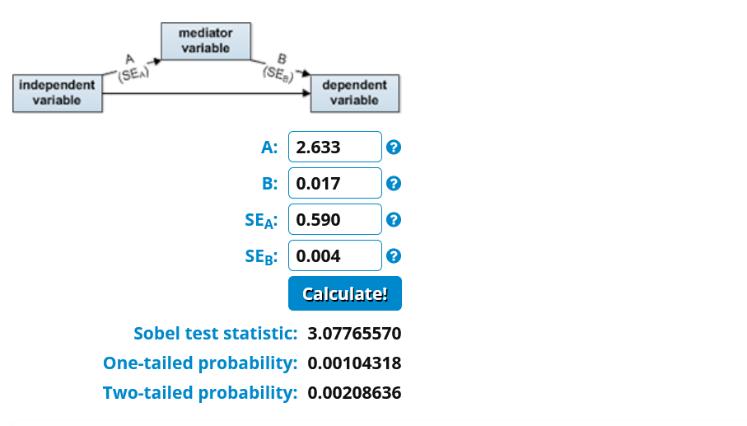 mediator
variable
A
(SEA)
B
(SEB)
independent
variable
dependent
variable
A: 2.633 ?
B: 0.017 ?
SEA: 0.590 ?
SEB: 0.004 ?
Calculate!
Sobel test statistic: 3.07765570
One-tailed probability: 0.00104318
Two-tailed probability: 0.00208636